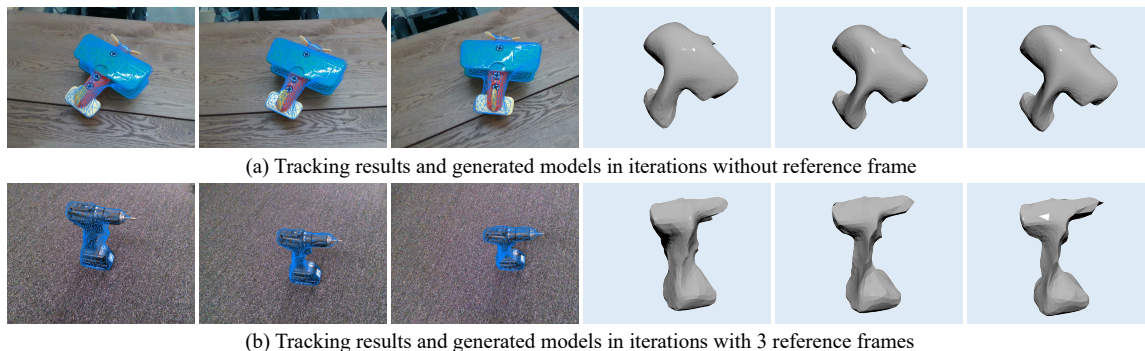 (a) Tracking results and generated models in iterations without reference frame
(b) Tracking results and generated models in iterations with 3 reference frames